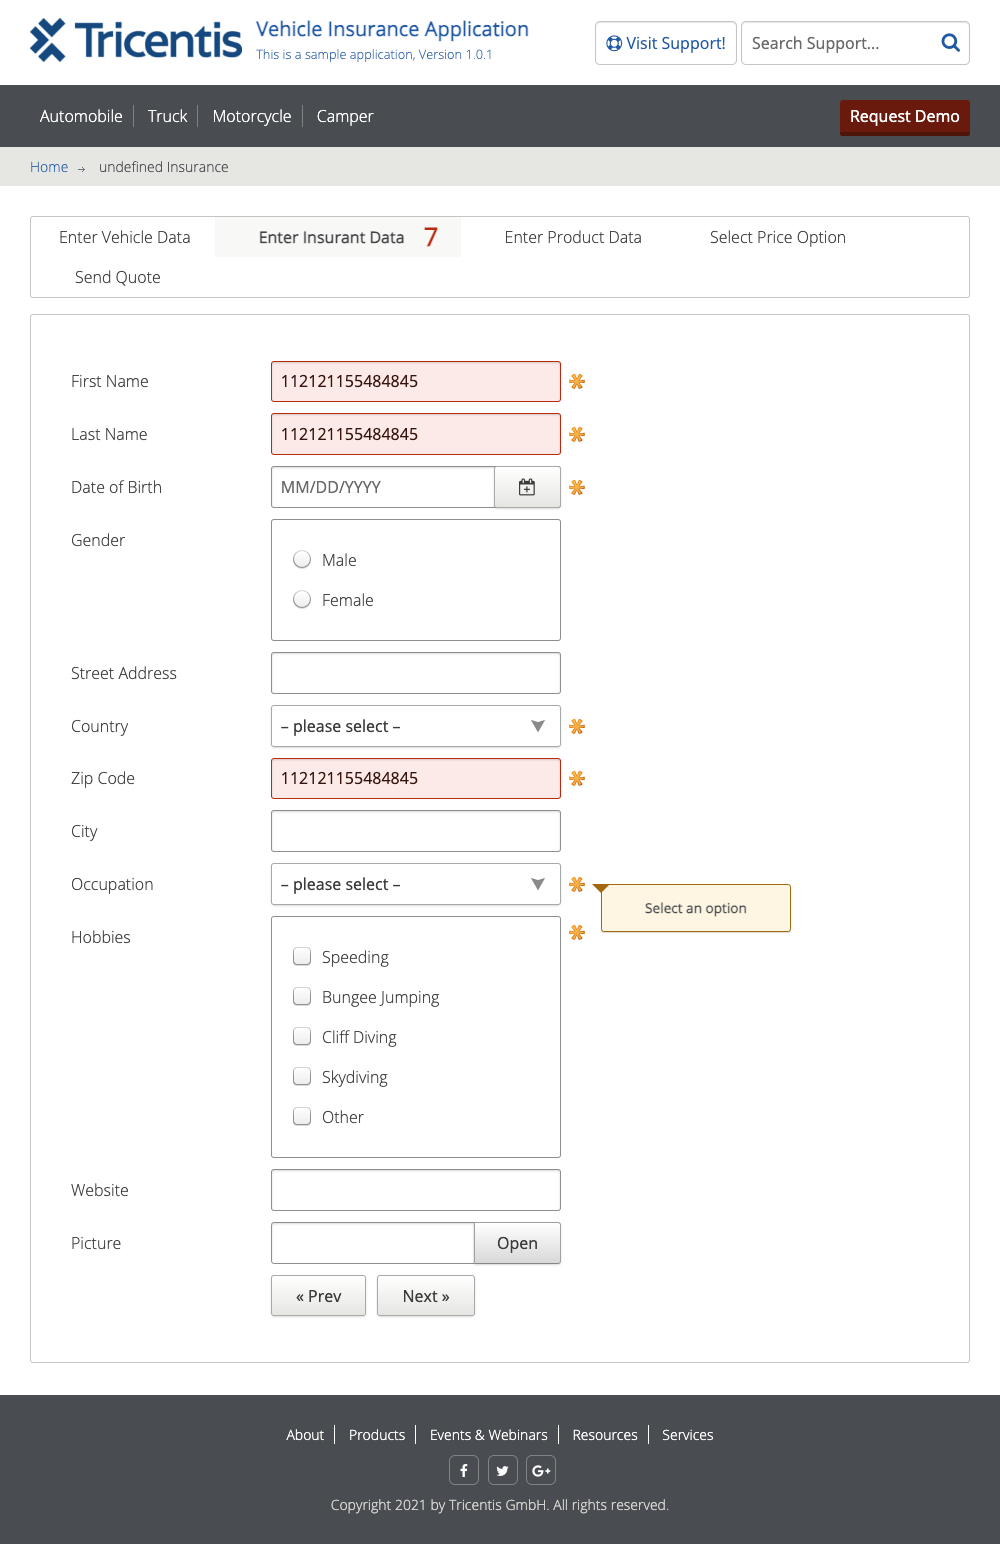 Tricentis
Vehicle Insurance Application
This is a sample application, Version 1.0.1
Visit Support!
Search Support...
Automobile
Truck
Motorcycle
Camper
Request Demo
Home
undefined Insurance
Enter Vehicle Data
Enter Insurant Data 7
Enter Product Data
Select Price Option
Send Quote
First Name
112121155484845
Last Name
112121155484845
Date of Birth
MM/DD/YYYY
Gender
Male
Female
Street Address
Country
– please select –
Zip Code
112121155484845
City
Occupation
– please select –
Select an option
Hobbies
Speeding
Bungee Jumping
Cliff Diving
Skydiving
Other
Website
Picture
Open
« Prev
Next »
About
Products
Events & Webinars
Resources
Services
Copyright 2021 by Tricentis GmbH. All rights reserved.